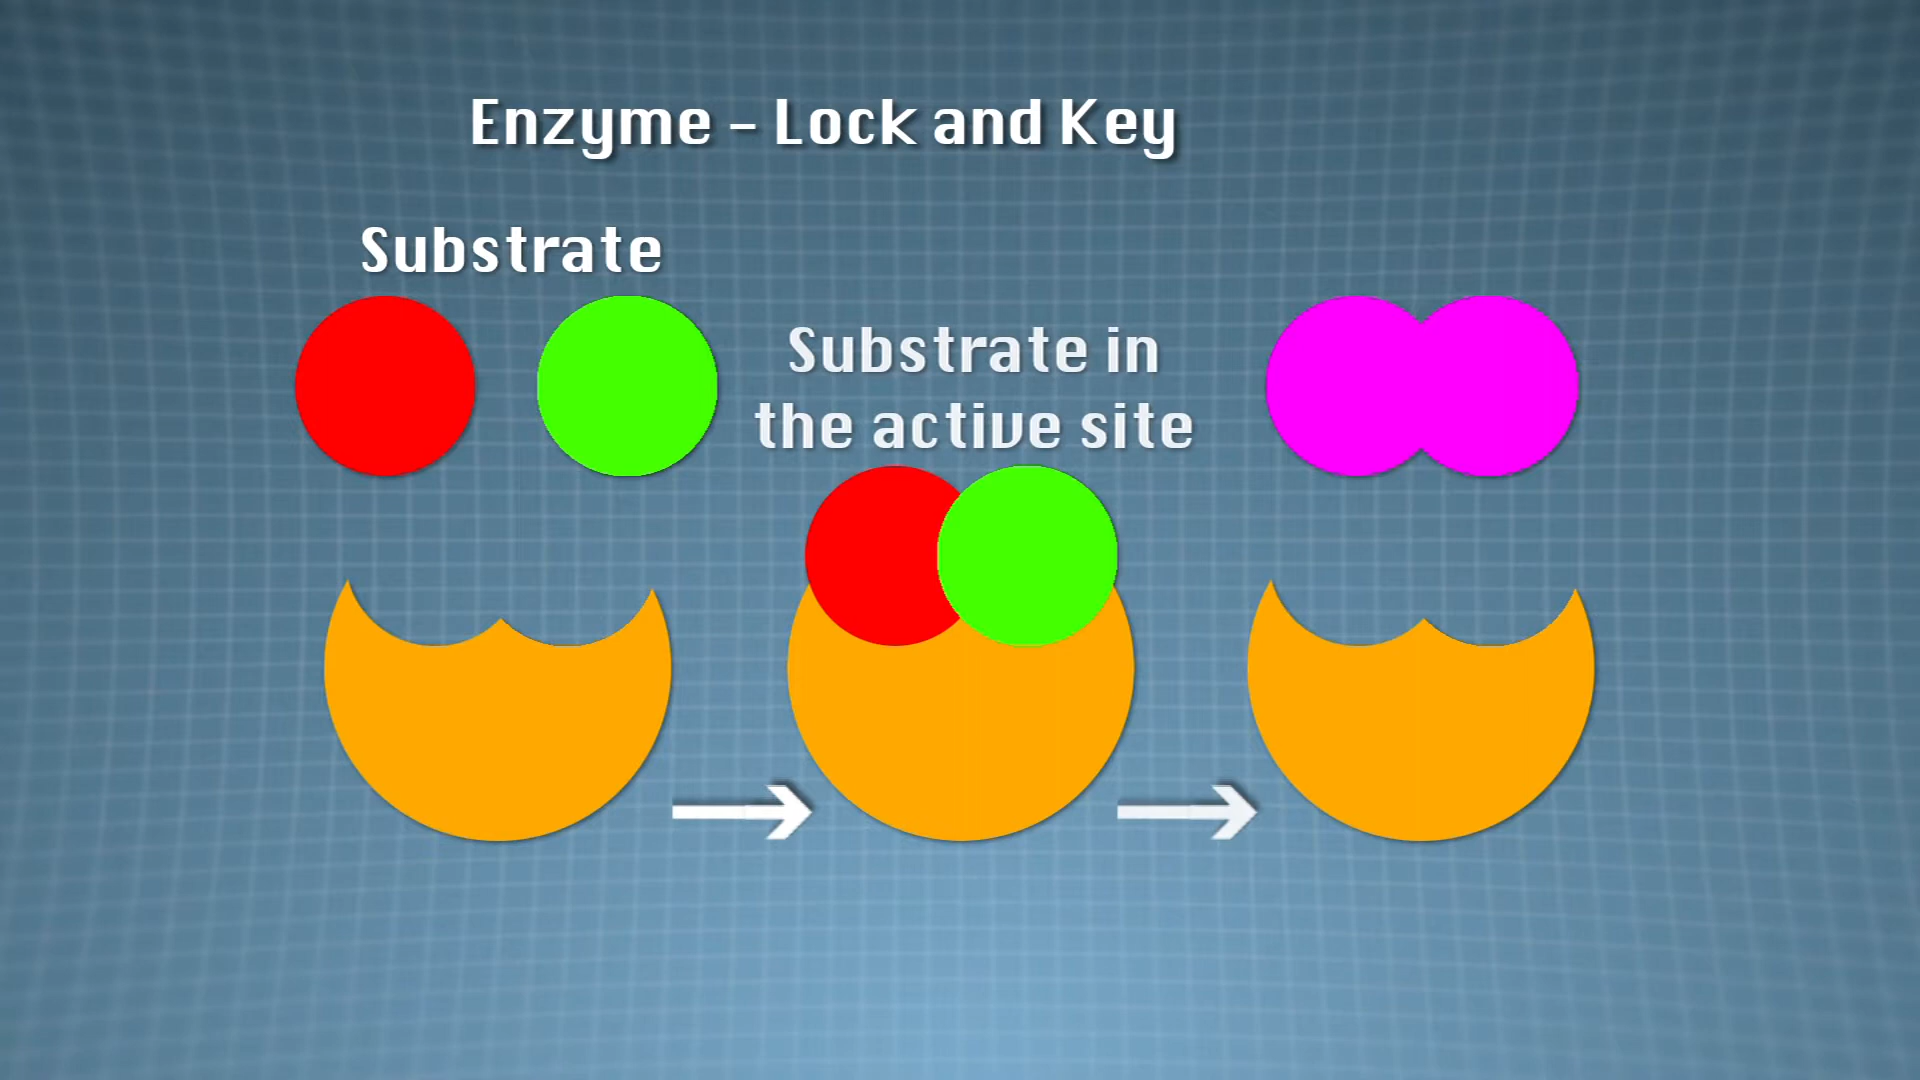 Enzyme – Lock and Key
Substrate
Substrate in
the active site